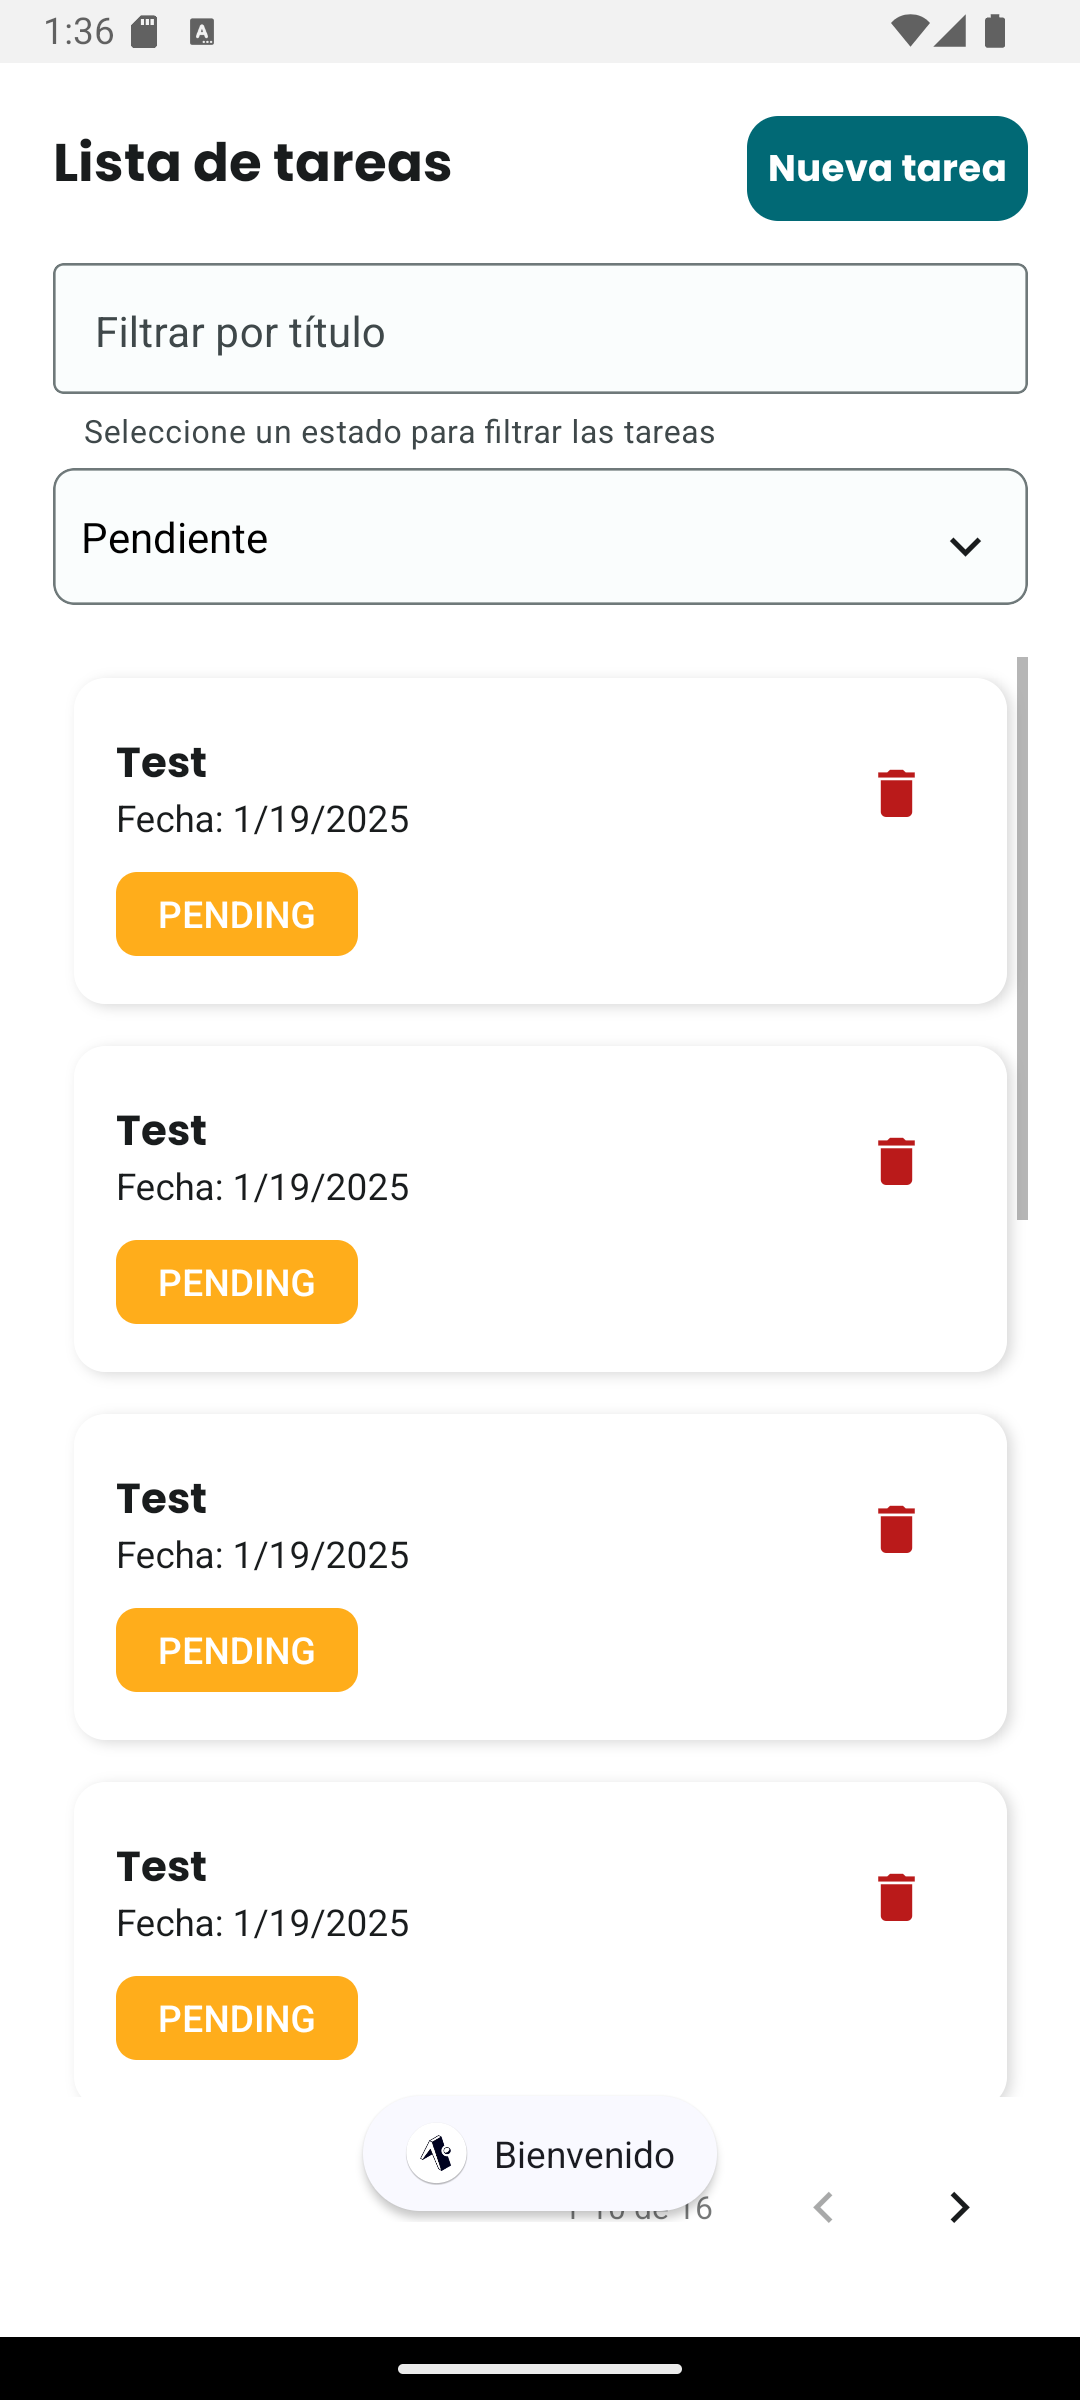 1:36
Lista de tareas
Nueva tarea
Filtrar por título
Seleccione un estado para filtrar las tareas
Pendiente
Test
Fecha: 1/19/2025
PENDING
Test
Fecha: 1/19/2025
PENDING
Test
Fecha: 1/19/2025
PENDING
Test
Fecha: 1/19/2025
PENDING
Bienvenido
de 16